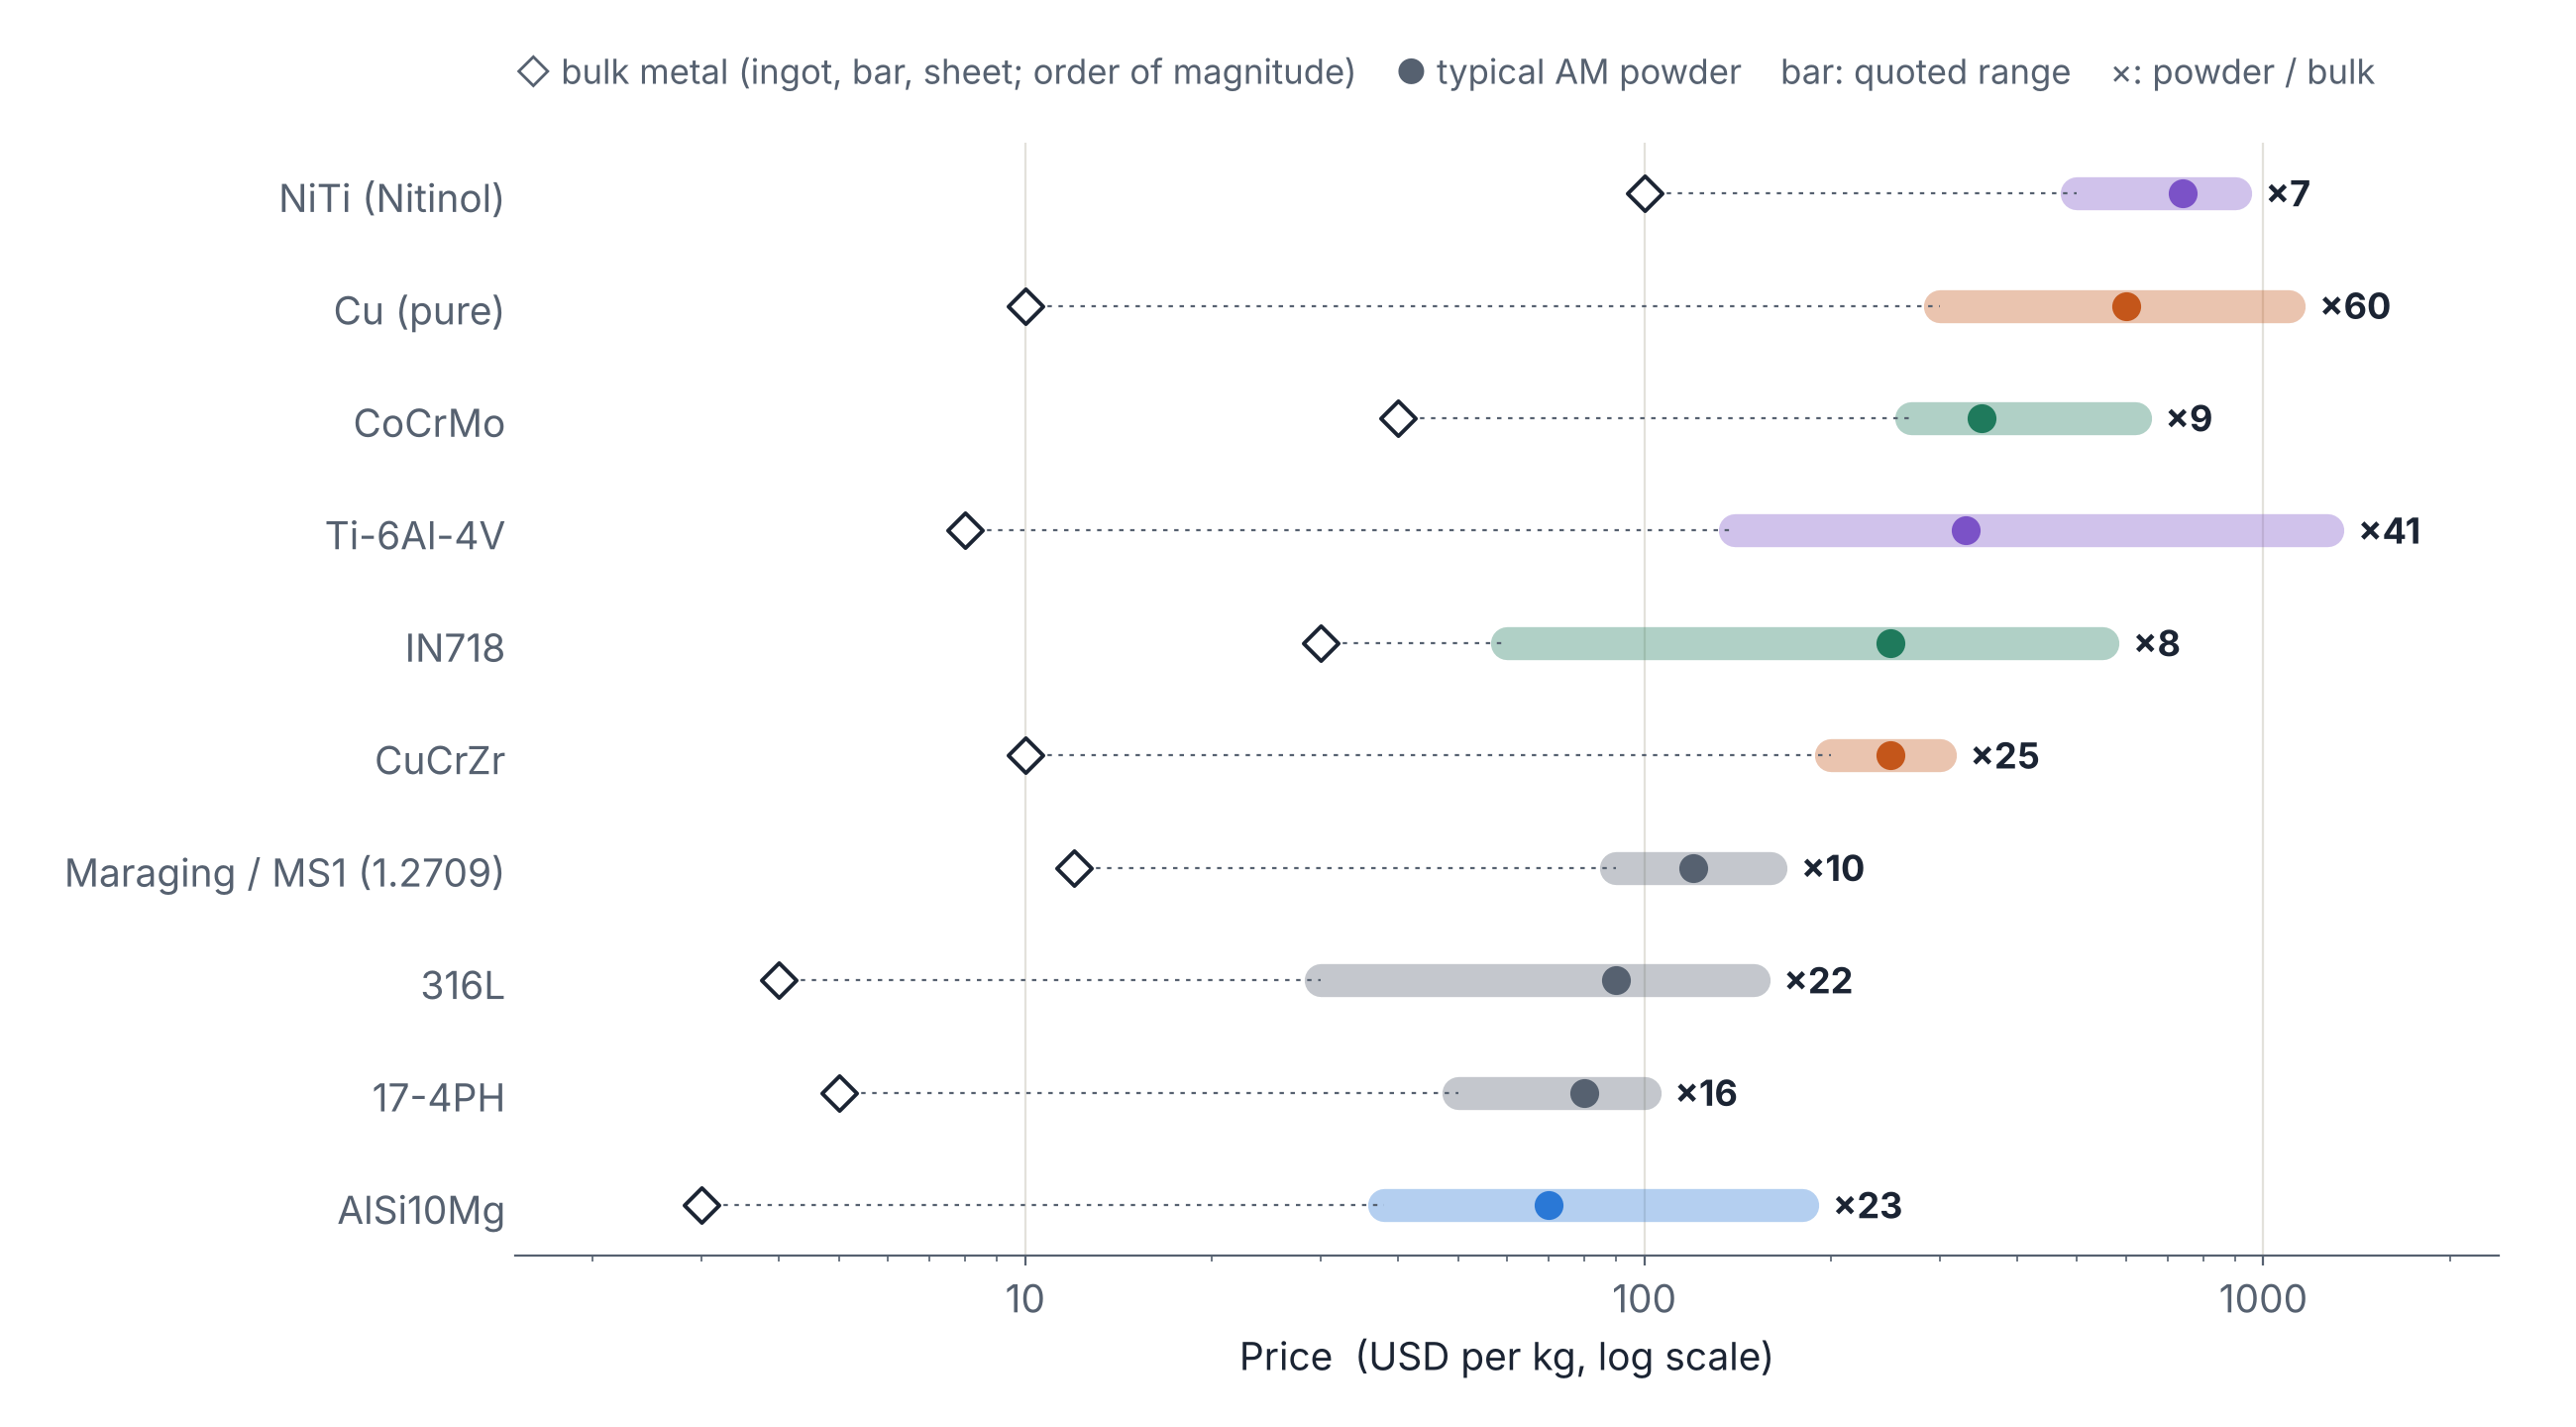 bulk metal (ingot, bar, sheet; order of magnitude) typical AM powder bar: quoted range ×: powder / bulk
NiTi (Nitinol) ×7
Cu (pure) ×60
CoCrMo ×9
Ti-6Al-4V ×41
IN718 ×8
CuCrZr ×25
Maraging / MS1 (1.2709) ×10
316L ×22
17-4PH ×16
AlSi10Mg ×23
10 100 1000
Price (USD per kg, log scale)